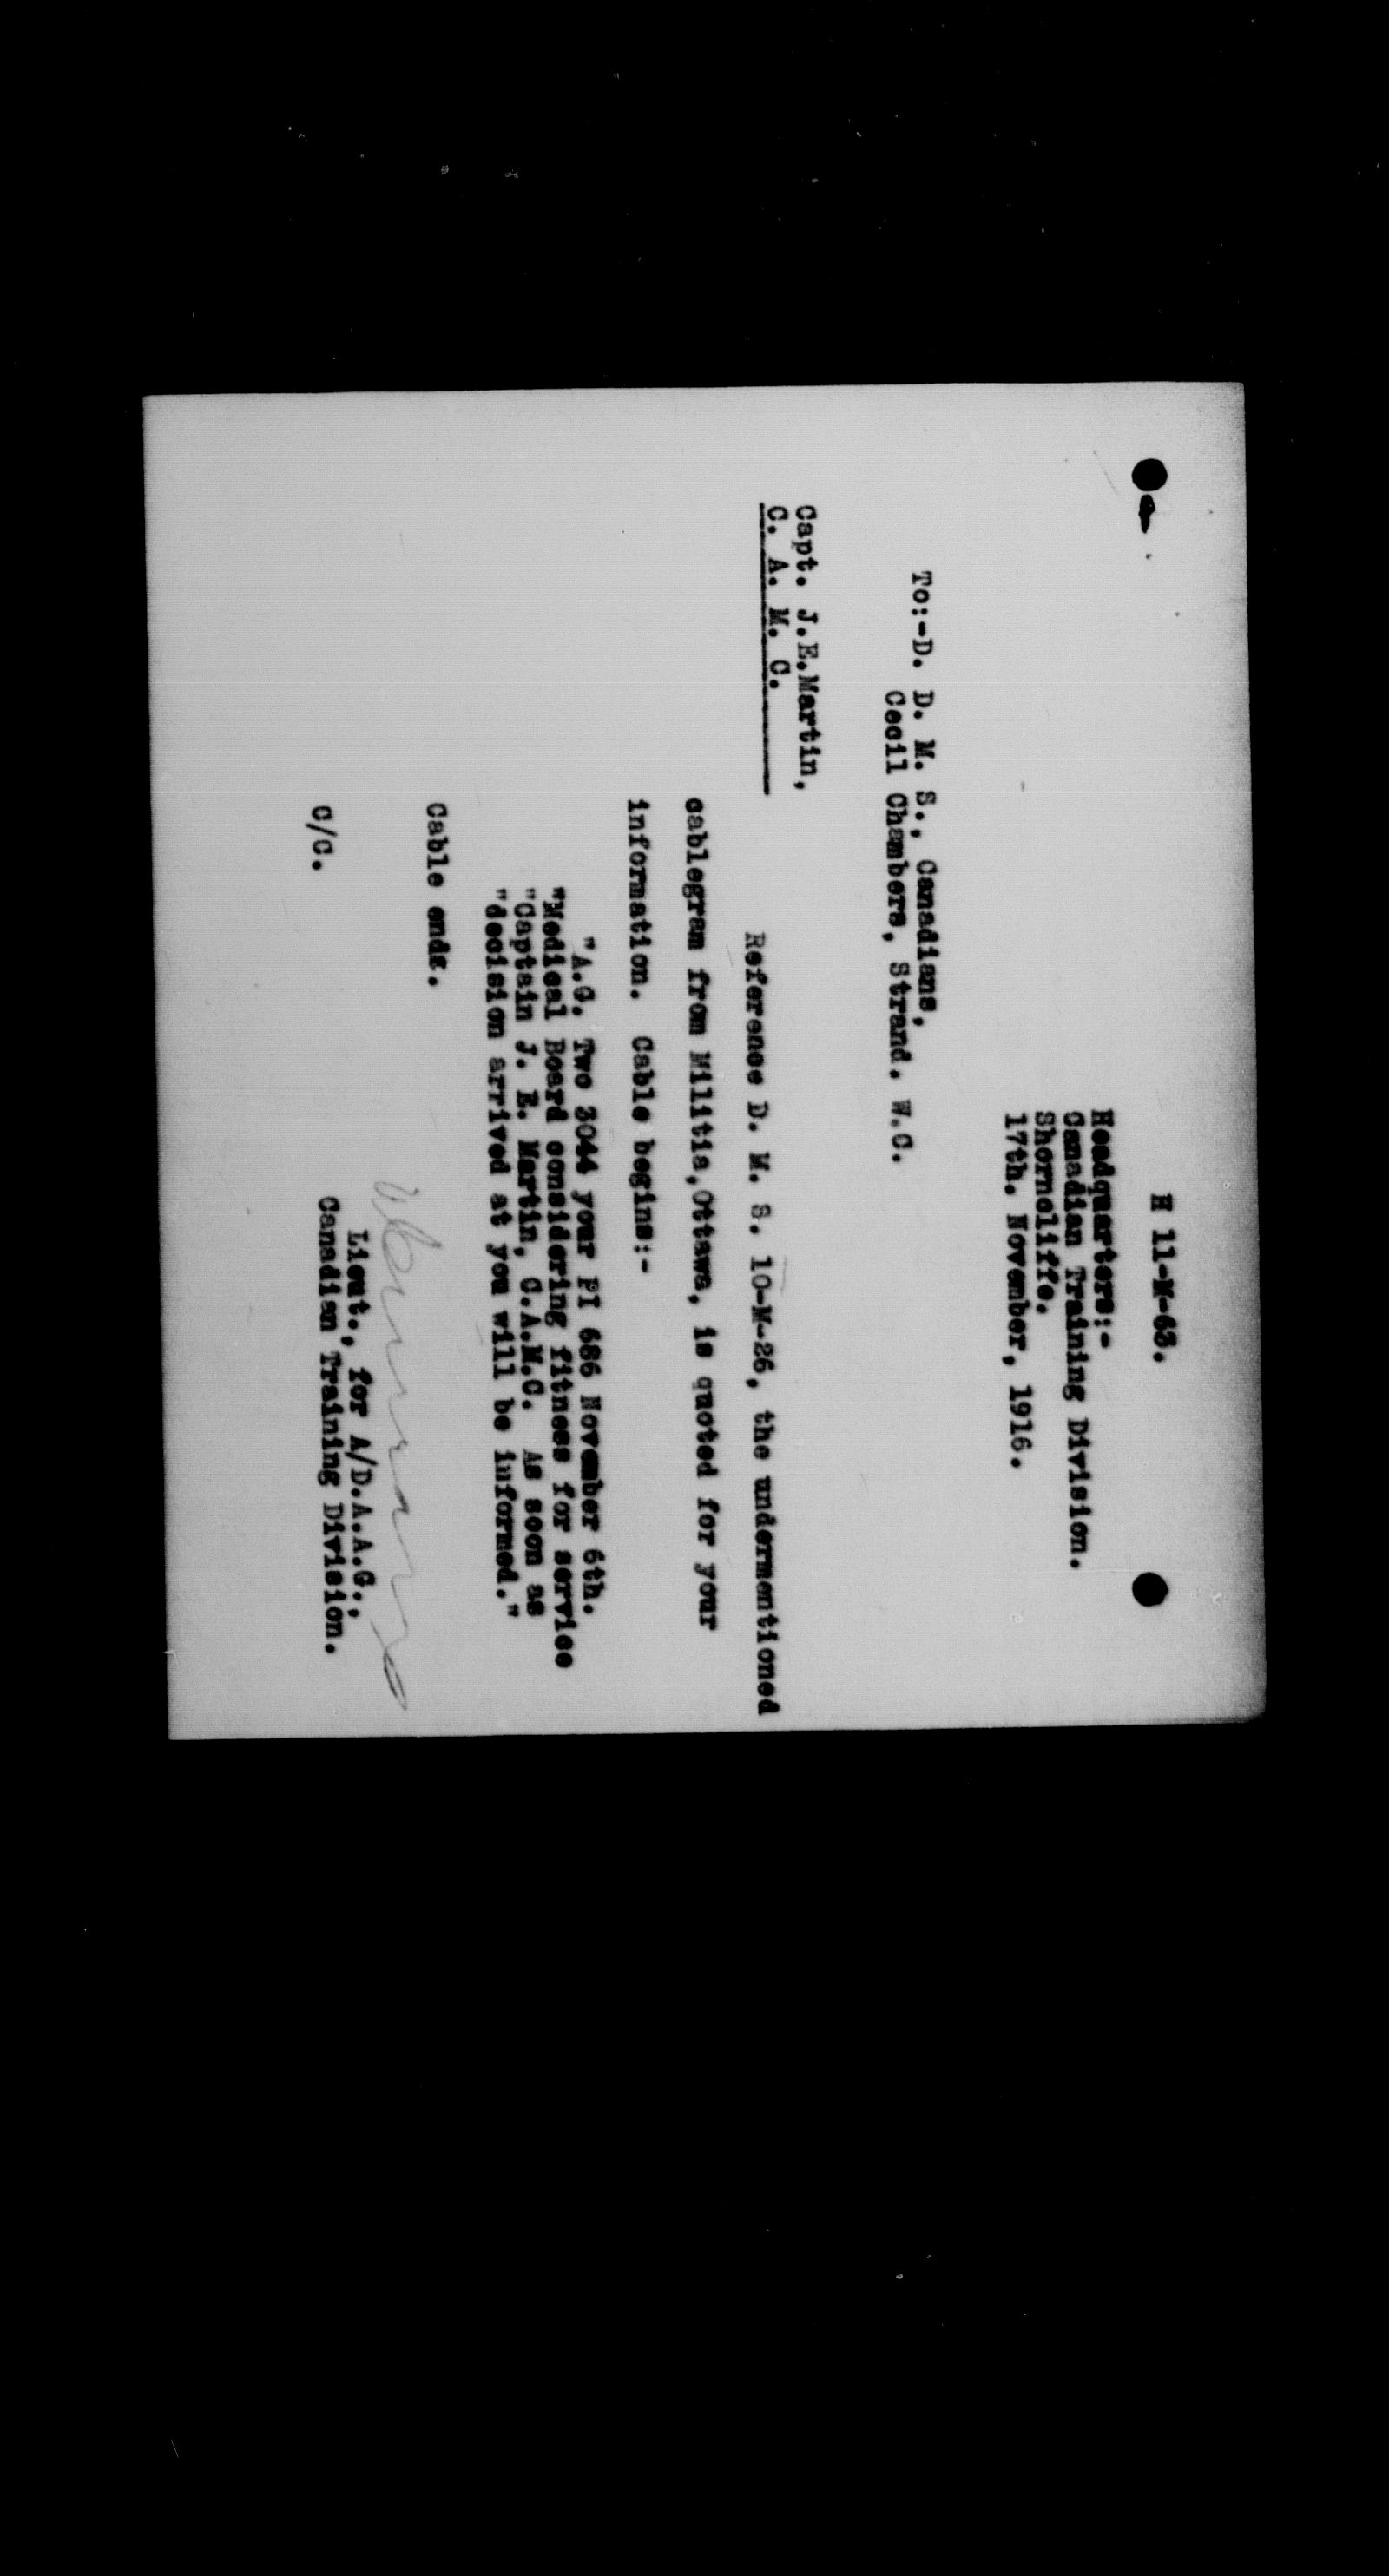 H 11-M-63.
Headquarters:-
Canadian Training Division.
Shorncliffe.
17th. November, 1916.
To:-D. D. M. S., Canadians,
Cecil Chambers, Strand. W.C.
Capt. J.E.Martin,
C. A. M. C.
Reference D. M. S. 10-M-26, the undermentioned
cablegram from Militia,Ottawa, is quoted for your
information. Cable begins:-
"A.G. Two 3044 your PI 686 November 6th.
"Medical Board considering fitness for service
"Captain J. E. Martin, C.A.M.C. As soon as
"decision arrived at you will be informed."
Cable ends.
Lieut., for A/D.A.A.G.,
C/C. Canadian Training Division.